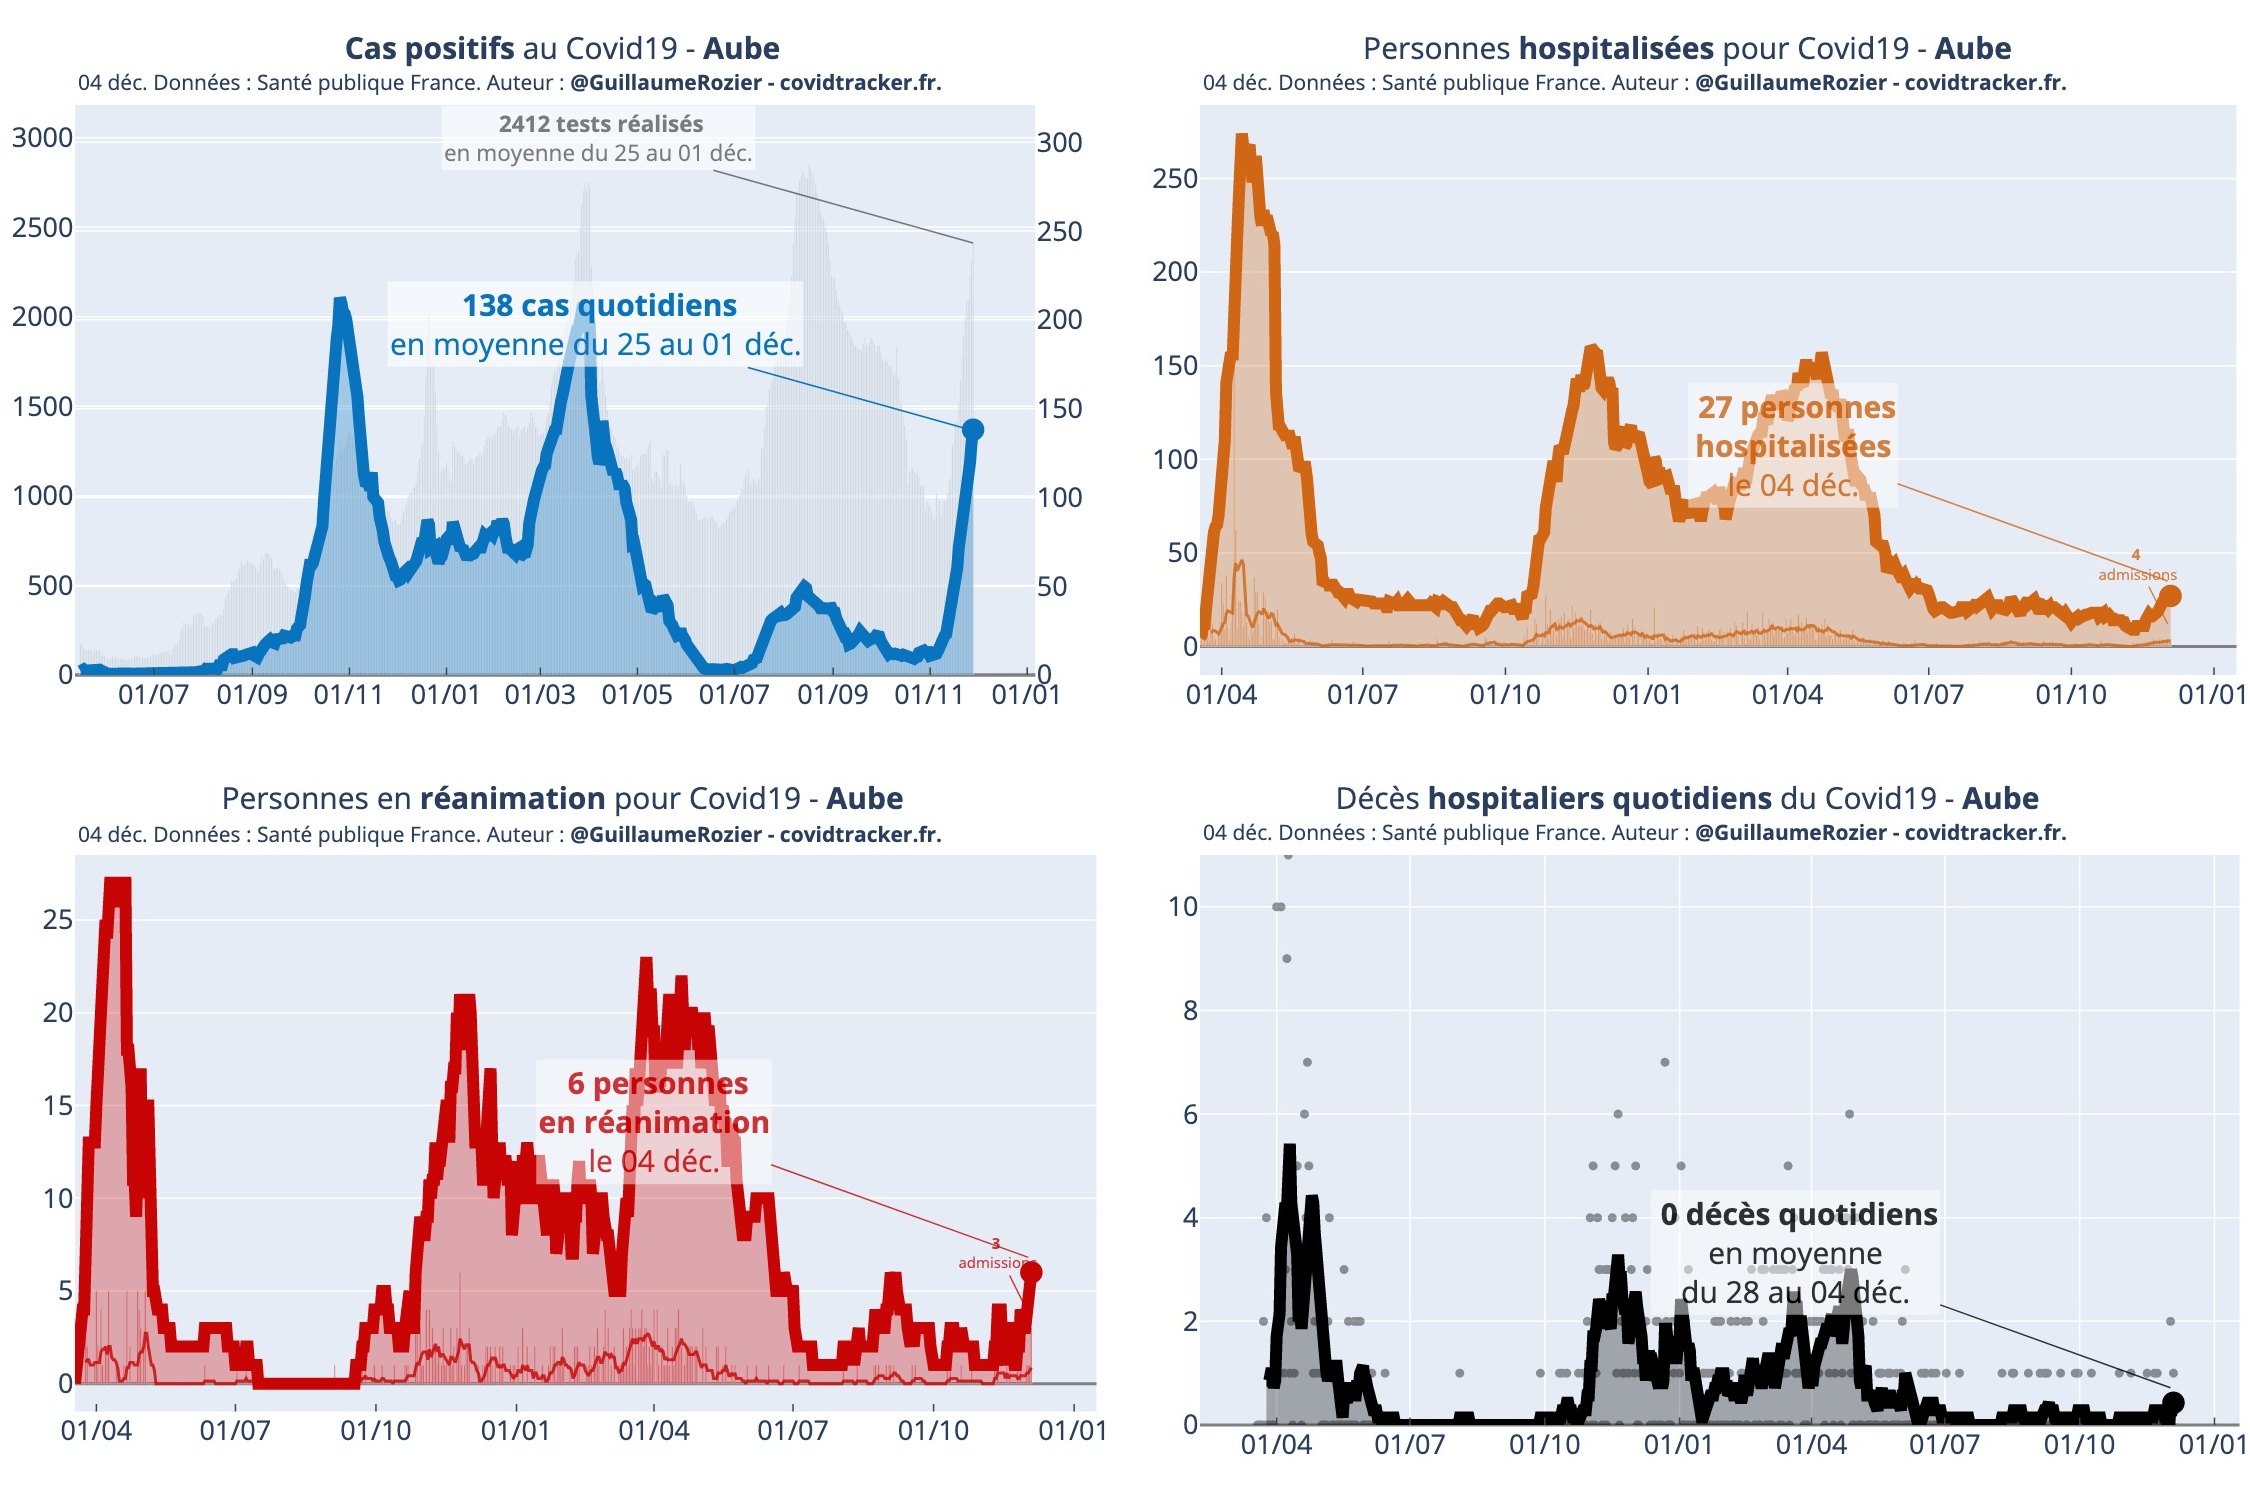 Cas positifs au Covid19 - Aube
04 déc. Données : Santé publique France. Auteur : @GuillaumeRozier - covidtracker.fr.
2412 tests réalisés
en moyenne du 25 au 01 déc.
138 cas quotidiens
en moyenne du 25 au 01 déc.
3000
2500
2000
1500
1000
500
0
300
250
200
150
100
50
0
01/07 01/09 01/11 01/01 01/03 01/05 01/07 01/09 01/11 01/01
Personnes hospitalisées pour Covid19 - Aube
04 déc. Données : Santé publique France. Auteur : @GuillaumeRozier - covidtracker.fr.
250
200
150
100
50
0
27 personnes
hospitalisées
le 04 déc.
4
admissions
01/04 01/07 01/10 01/01 01/04 01/07 01/10 01/01
Personnes en réanimation pour Covid19 - Aube
04 déc. Données : Santé publique France. Auteur : @GuillaumeRozier - covidtracker.fr.
25
20
15
10
5
0
6 personnes
en réanimation
le 04 déc.
3
admissions
01/04 01/07 01/10 01/01 01/04 01/07 01/10 01/01
Décès hospitaliers quotidiens du Covid19 - Aube
04 déc. Données : Santé publique France. Auteur : @GuillaumeRozier - covidtracker.fr.
10
8
6
4
2
0
0 décès quotidiens
en moyenne
du 28 au 04 déc.
01/04 01/07 01/10 01/01 01/04 01/07 01/10 01/01